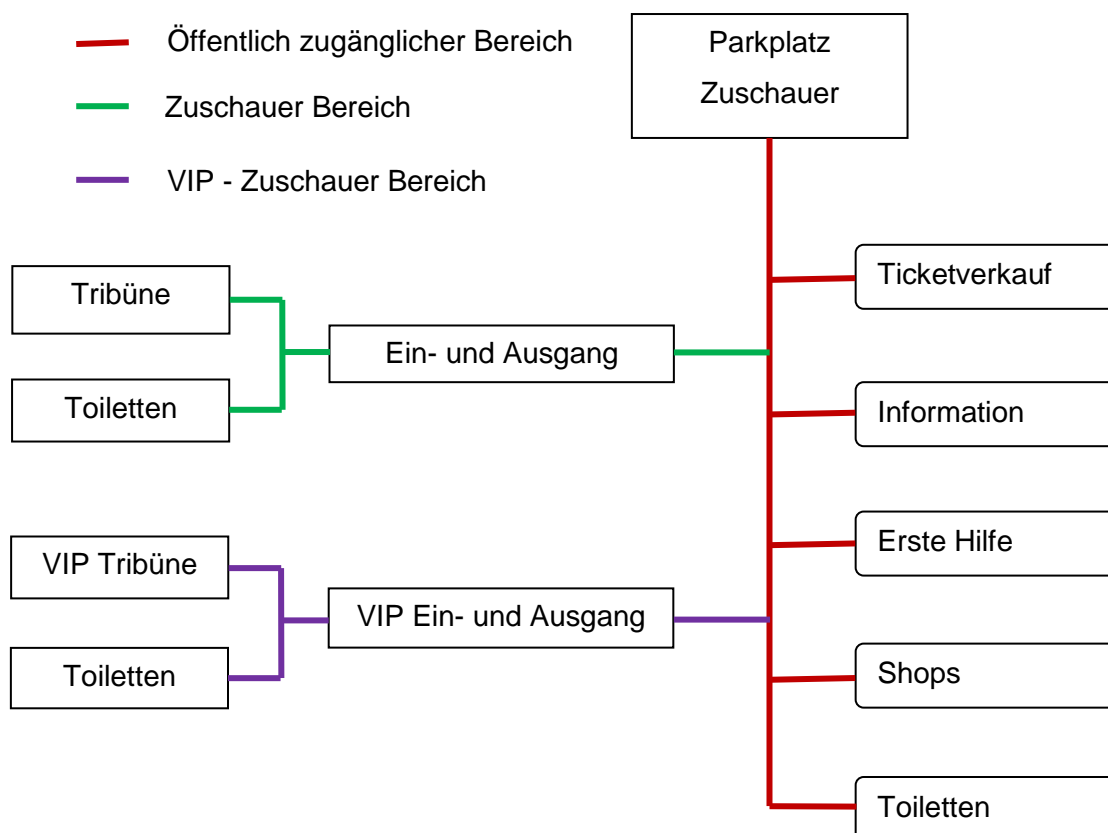 Öffentlich zugänglicher Bereich
Zuschauer Bereich
VIP - Zuschauer Bereich
Parkplatz
Zuschauer
Tribüne
Toiletten
Ein- und Ausgang
VIP Tribüne
Toiletten
VIP Ein- und Ausgang
Ticketverkauf
Information
Erste Hilfe
Shops
Toiletten